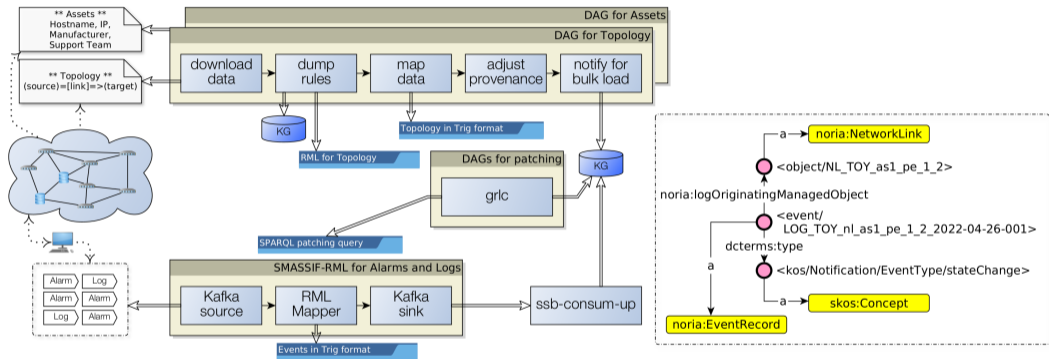 ** Assets **
Hostname, IP,
Manufacturer,
Support Team
** Topology **
(source)=[link]=>(target)
DAG for Assets
DAG for Topology
download
data
dump
rules
map
data
adjust
provenance
notify for
bulk load
KG
RML for Topology
Topology in Trig format
KG
DAGs for patching
grlc
SPARQL patching query
SMASSIF-RML for Alarms and Logs
Kafka
source
RML
Mapper
Kafka
sink
ssb-consum-up
Events in Trig format
Alarm
Log
Alarm
Alarm
Log
Alarm
a
noria:NetworkLink
<object/NL_TOY_as1_pe_1_2>
noria:logOriginatingManagedObject
<event/
LOG_TOY_nl_as1_pe_1_2_2022-04-26-001>
dcterms:type
a
<kos/Notification/EventType/stateChange>
a
skos:Concept
noria:EventRecord